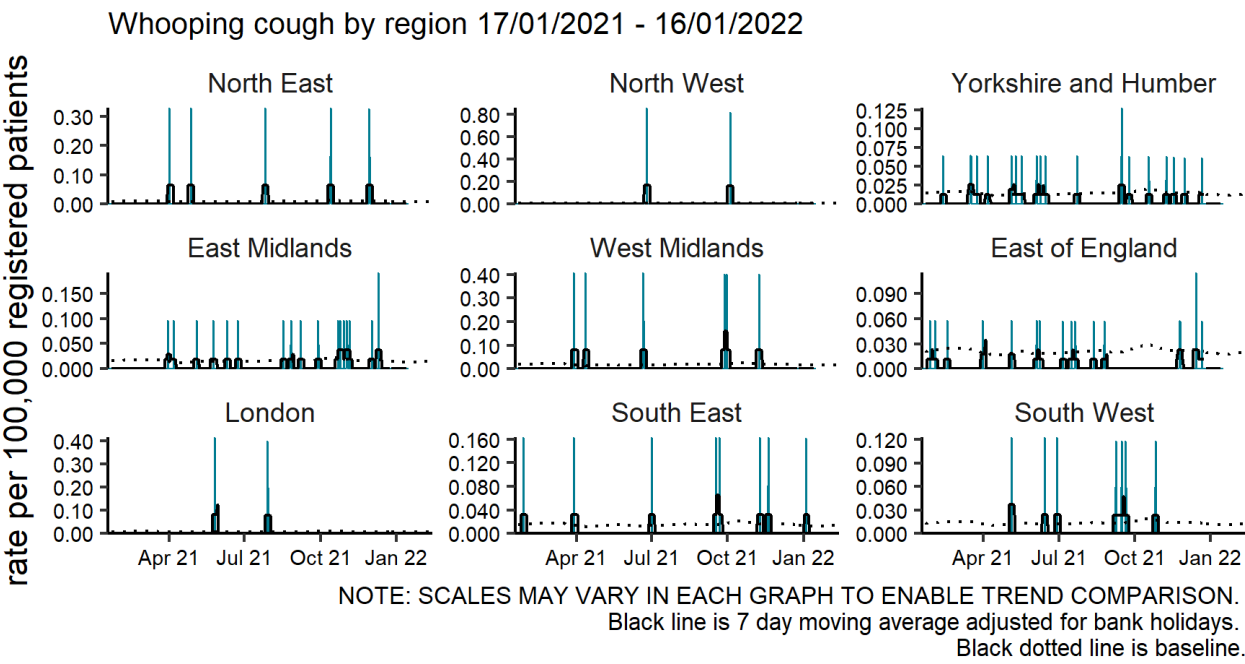 Whooping cough by region 17/01/2021 - 16/01/2022
rate per 100,000 registered patients
North East
0.30
0.20
0.10
0.00
North West
0.80
0.60
0.40
0.20
0.00
Yorkshire and Humber
0.125
0.100
0.075
0.050
0.025
0.000
East Midlands
0.150
0.100
0.050
0.000
West Midlands
0.40
0.30
0.20
0.10
0.00
East of England
0.090
0.060
0.030
0.000
London
0.40
0.30
0.20
0.10
0.00
Apr 21 Jul 21 Oct 21 Jan 22
South East
0.160
0.120
0.080
0.040
0.000
Apr 21 Jul 21 Oct 21 Jan 22
South West
0.120
0.090
0.060
0.030
0.000
Apr 21 Jul 21 Oct 21 Jan 22
NOTE: SCALES MAY VARY IN EACH GRAPH TO ENABLE TREND COMPARISON.
Black line is 7 day moving average adjusted for bank holidays.
Black dotted line is baseline.